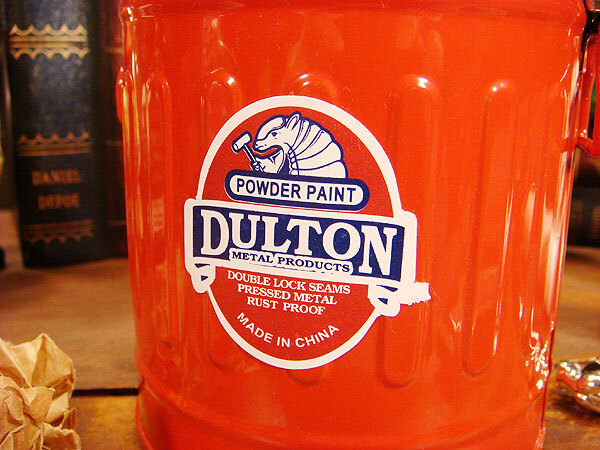 DANIEL
DEFOE
POWDER PAINT
DULTON
METAL PRODUCTS
DOUBLE LOCK SEAMS
PRESSED METAL
RUST PROOF
MADE IN CHINA